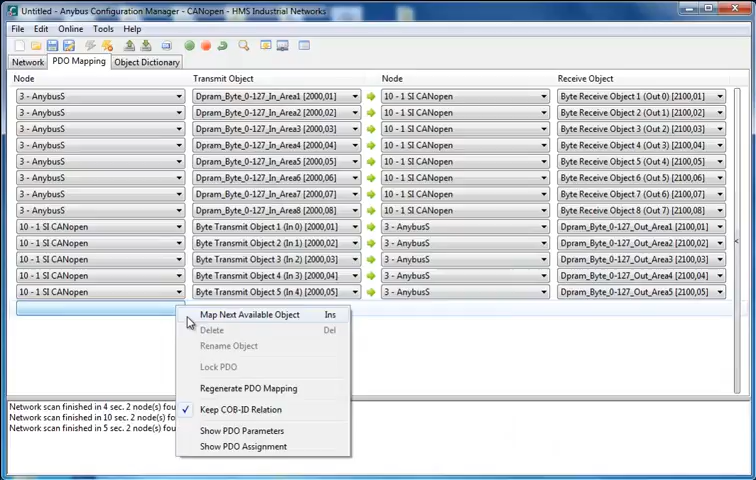 Untitled - Anybus Configuration Manager - CANopen - HMS Industrial Networks
File Edit Online Tools Help
Network PDO Mapping Object Dictionary
Node Transmit Object Node Receive Object
3 - AnybusS Dpram_Byte_0-127_In_Area1 [2000,01] 10 - 1 SI CANopen Byte Receive Object 1 (Out 0) [2100,01]
3 - AnybusS Dpram_Byte_0-127_In_Area2 [2000,02] 10 - 1 SI CANopen Byte Receive Object 2 (Out 1) [2100,02]
3 - AnybusS Dpram_Byte_0-127_In_Area3 [2000,03] 10 - 1 SI CANopen Byte Receive Object 3 (Out 2) [2100,03]
3 - AnybusS Dpram_Byte_0-127_In_Area4 [2000,04] 10 - 1 SI CANopen Byte Receive Object 4 (Out 3) [2100,04]
3 - AnybusS Dpram_Byte_0-127_In_Area5 [2000,05] 10 - 1 SI CANopen Byte Receive Object 5 (Out 4) [2100,05]
3 - AnybusS Dpram_Byte_0-127_In_Area6 [2000,06] 10 - 1 SI CANopen Byte Receive Object 6 (Out 5) [2100,06]
3 - AnybusS Dpram_Byte_0-127_In_Area7 [2000,07] 10 - 1 SI CANopen Byte Receive Object 7 (Out 6) [2100,07]
3 - AnybusS Dpram_Byte_0-127_In_Area8 [2000,08] 10 - 1 SI CANopen Byte Receive Object 8 (Out 7) [2100,08]
10 - 1 SI CANopen Byte Transmit Object 1 (In 0) [2000,01] 3 - AnybusS Dpram_Byte_0-127_Out_Area1 [2100,01]
10 - 1 SI CANopen Byte Transmit Object 2 (In 1) [2000,02] 3 - AnybusS Dpram_Byte_0-127_Out_Area2 [2100,02]
10 - 1 SI CANopen Byte Transmit Object 3 (In 2) [2000,03] 3 - AnybusS Dpram_Byte_0-127_Out_Area3 [2100,03]
10 - 1 SI CANopen Byte Transmit Object 4 (In 3) [2000,04] 3 - AnybusS Dpram_Byte_0-127_Out_Area4 [2100,04]
10 - 1 SI CANopen Byte Transmit Object 5 (In 4) [2000,05] 3 - AnybusS Dpram_Byte_0-127_Out_Area5 [2100,05]
Map Next Available Object Ins
Delete Del
Rename Object
Lock PDO
Regenerate PDO Mapping
Keep COB-ID Relation
Show PDO Parameters
Show PDO Assignment
Network scan finished in 4 sec. 2 node(s) fou
Network scan finished in 10 sec. 2 node(s) fo
Network scan finished in 5 sec. 2 node(s) fou